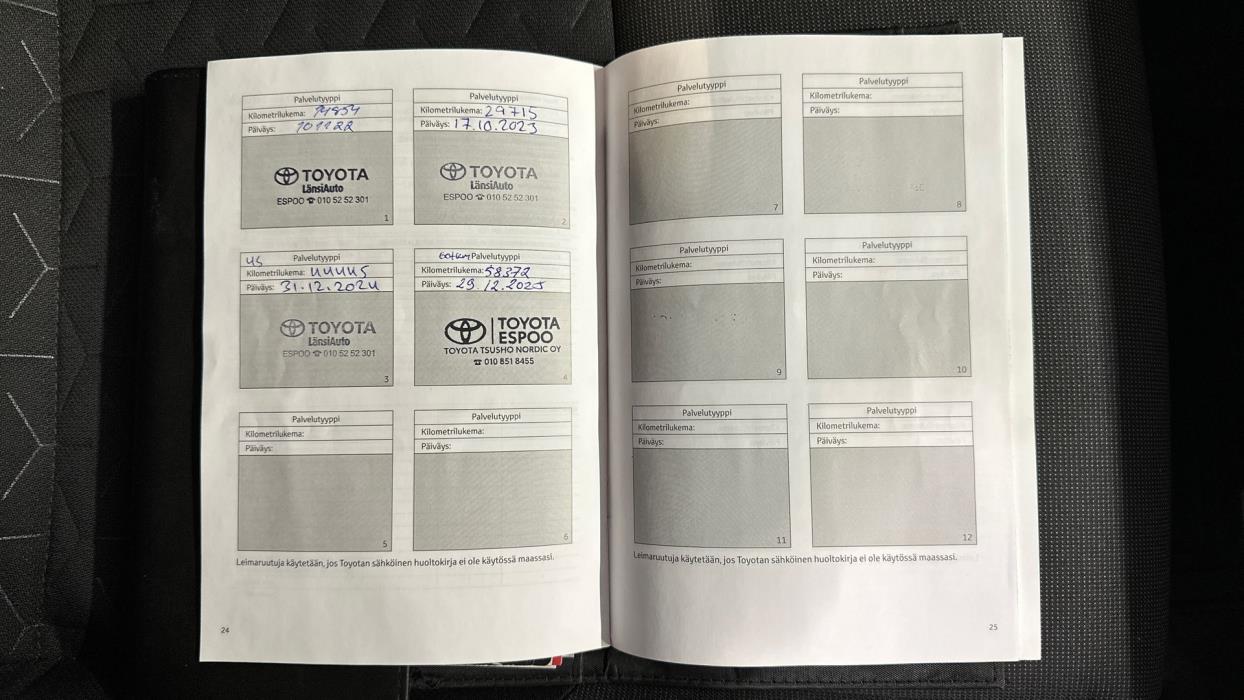 Palvelutyyppi
Kilometrilukema: 14854
Päiväys: 101122
TOYOTA
LänsiAuto
ESPOO ☎ 010 52 52 301
1
Palvelutyyppi
Kilometrilukema: 29715
Päiväys: 17.10.2023
TOYOTA
LänsiAuto
ESPOO ☎ 010 52 52 301
2
45 Palvelutyyppi
Kilometrilukema: 44445
Päiväys: 31.12.2024
TOYOTA
LänsiAuto
ESPOO ☎ 010 52 52 301
3
Palvelutyyppi
Kilometrilukema: 58372
Päiväys: 29.12.2025
TOYOTA
ESPOO
TOYOTA TSUSHO NORDIC OY
☎ 010 851 8455
4
Palvelutyyppi
Kilometrilukema:
Päiväys:
5
Palvelutyyppi
Kilometrilukema:
Päiväys:
6
Leimaruutuja käytetään, jos Toyotan sähköinen huoltokirja ei ole käytössä maassasi.
24
Palvelutyyppi
Kilometrilukema:
Päiväys:
7
Palvelutyyppi
Kilometrilukema:
Päiväys:
8
Palvelutyyppi
Kilometrilukema:
Päiväys:
9
Palvelutyyppi
Kilometrilukema:
Päiväys:
10
Palvelutyyppi
Kilometrilukema:
Päiväys:
11
Palvelutyyppi
Kilometrilukema:
Päiväys:
12
Leimaruutuja käytetään, jos Toyotan sähköinen huoltokirja ei ole käytössä maassasi.
25